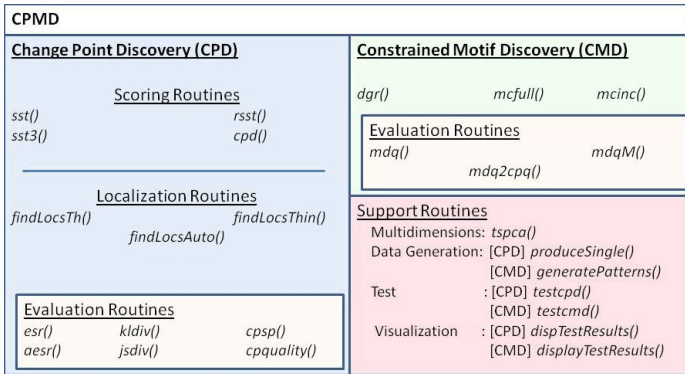 CPMD
Change Point Discovery (CPD)
Scoring Routines
sst() rsst()
sst3() cpd()
Localization Routines
findLocsTh() findLocsThin()
findLocsAuto()
Evaluation Routines
esr() kldiv() cpsp()
aesr() jsdiv() cpquality()
Constrained Motif Discovery (CMD)
dgr() mcfull() mcinc()
Evaluation Routines
mdq() mdqM()
mdq2cpq()
Support Routines
Multidimensions: tspca()
Data Generation: [CPD] produceSingle()
[CMD] generatePatterns()
Test : [CPD] testcpd()
[CMD] testcmd()
Visualization : [CPD] dispTestResults()
[CMD] displayTestResults()